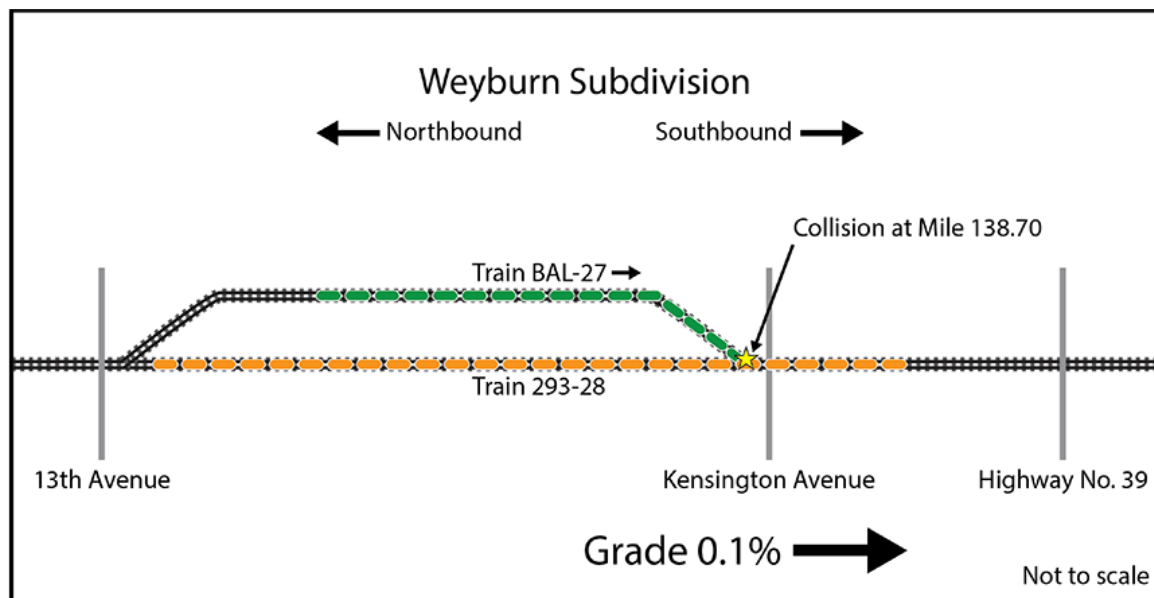 Weyburn Subdivision
Northbound
Southbound
Collision at Mile 138.70
Train BAL-27
Train 293-28
13th Avenue
Kensington Avenue
Highway No. 39
Grade 0.1%
Not to scale